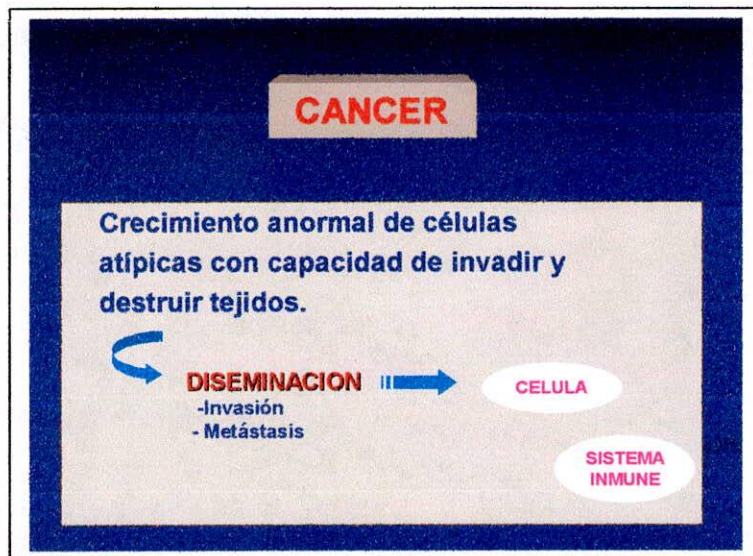 CANCER
Crecimiento anormal de células
atípicas con capacidad de invadir y
destruir tejidos.
DISEMINACION
-Invasión
- Metástasis
CELULA
SISTEMA
INMUNE